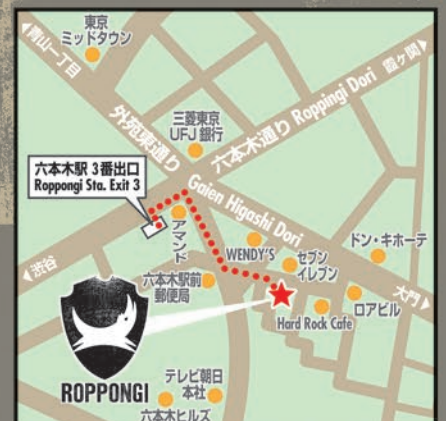 東京
ミッドタウン
青山一丁目
外苑東通り
三菱東京
UFJ 銀行
六本木通り Roppingi Dori
霞ヶ関
六本木駅 3番出口
Roppongi Sta. Exit 3
アマンド
Gaien Higashi Dori
渋谷
WENDY'S
セブン
イレブン
ドン・キホーテ
六本木駅前
郵便局
大門
Hard Rock Cafe
ロアビル
ROPPONGI
テレビ朝日
本社
六本木ヒルズ